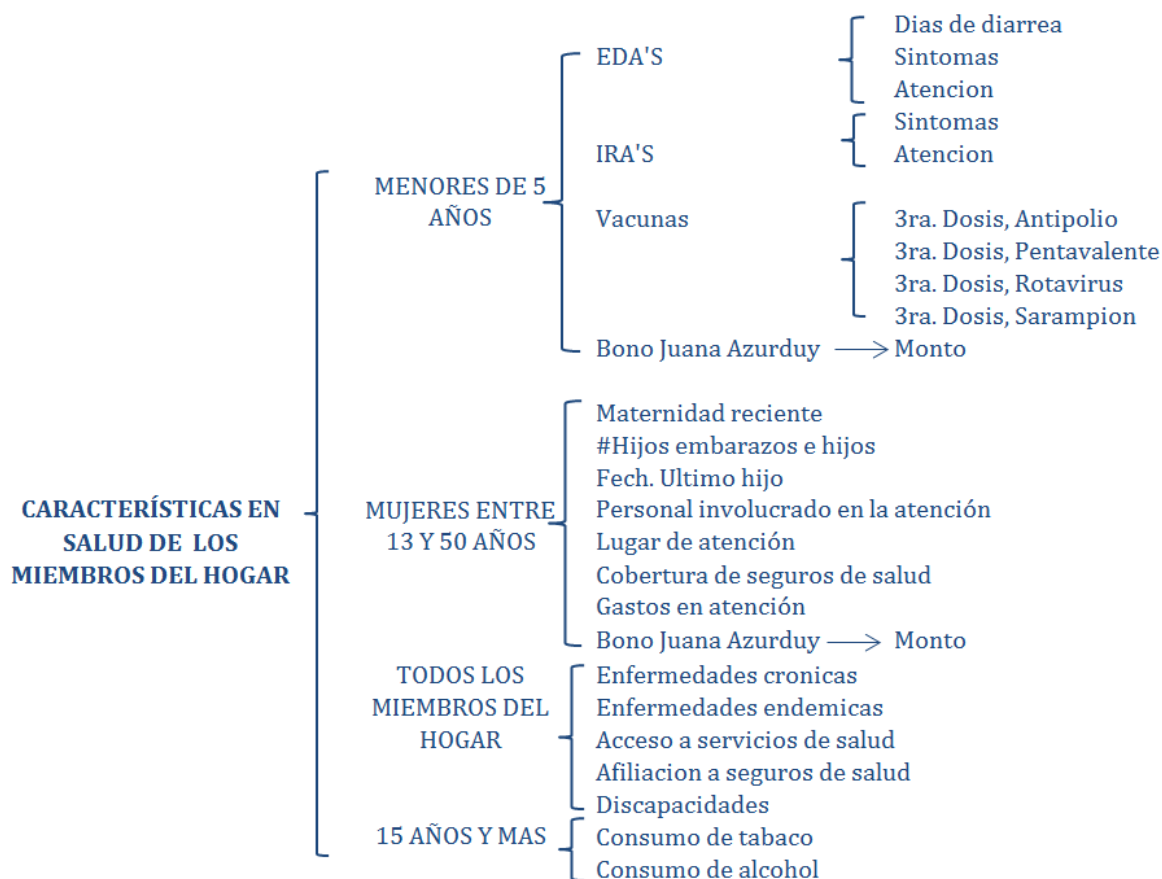 CARACTERÍSTICAS EN
SALUD DE LOS
MIEMBROS DEL HOGAR
MENORES DE 5
AÑOS
EDA'S
Dias de diarrea
Sintomas
Atencion
IRA'S
Sintomas
Atencion
Vacunas
3ra. Dosis, Antipolio
3ra. Dosis, Pentavalente
3ra. Dosis, Rotavirus
3ra. Dosis, Sarampion
Bono Juana Azurduy
Monto
MUJERES ENTRE
13 Y 50 AÑOS
Maternidad reciente
#Hijos embarazos e hijos
Fech. Ultimo hijo
Personal involucrado en la atención
Lugar de atención
Cobertura de seguros de salud
Gastos en atención
Bono Juana Azurduy
Monto
TODOS LOS
MIEMBROS DEL
HOGAR
Enfermedades cronicas
Enfermedades endemicas
Acceso a servicios de salud
Afiliacion a seguros de salud
Discapacidades
15 AÑOS Y MAS
Consumo de tabaco
Consumo de alcohol